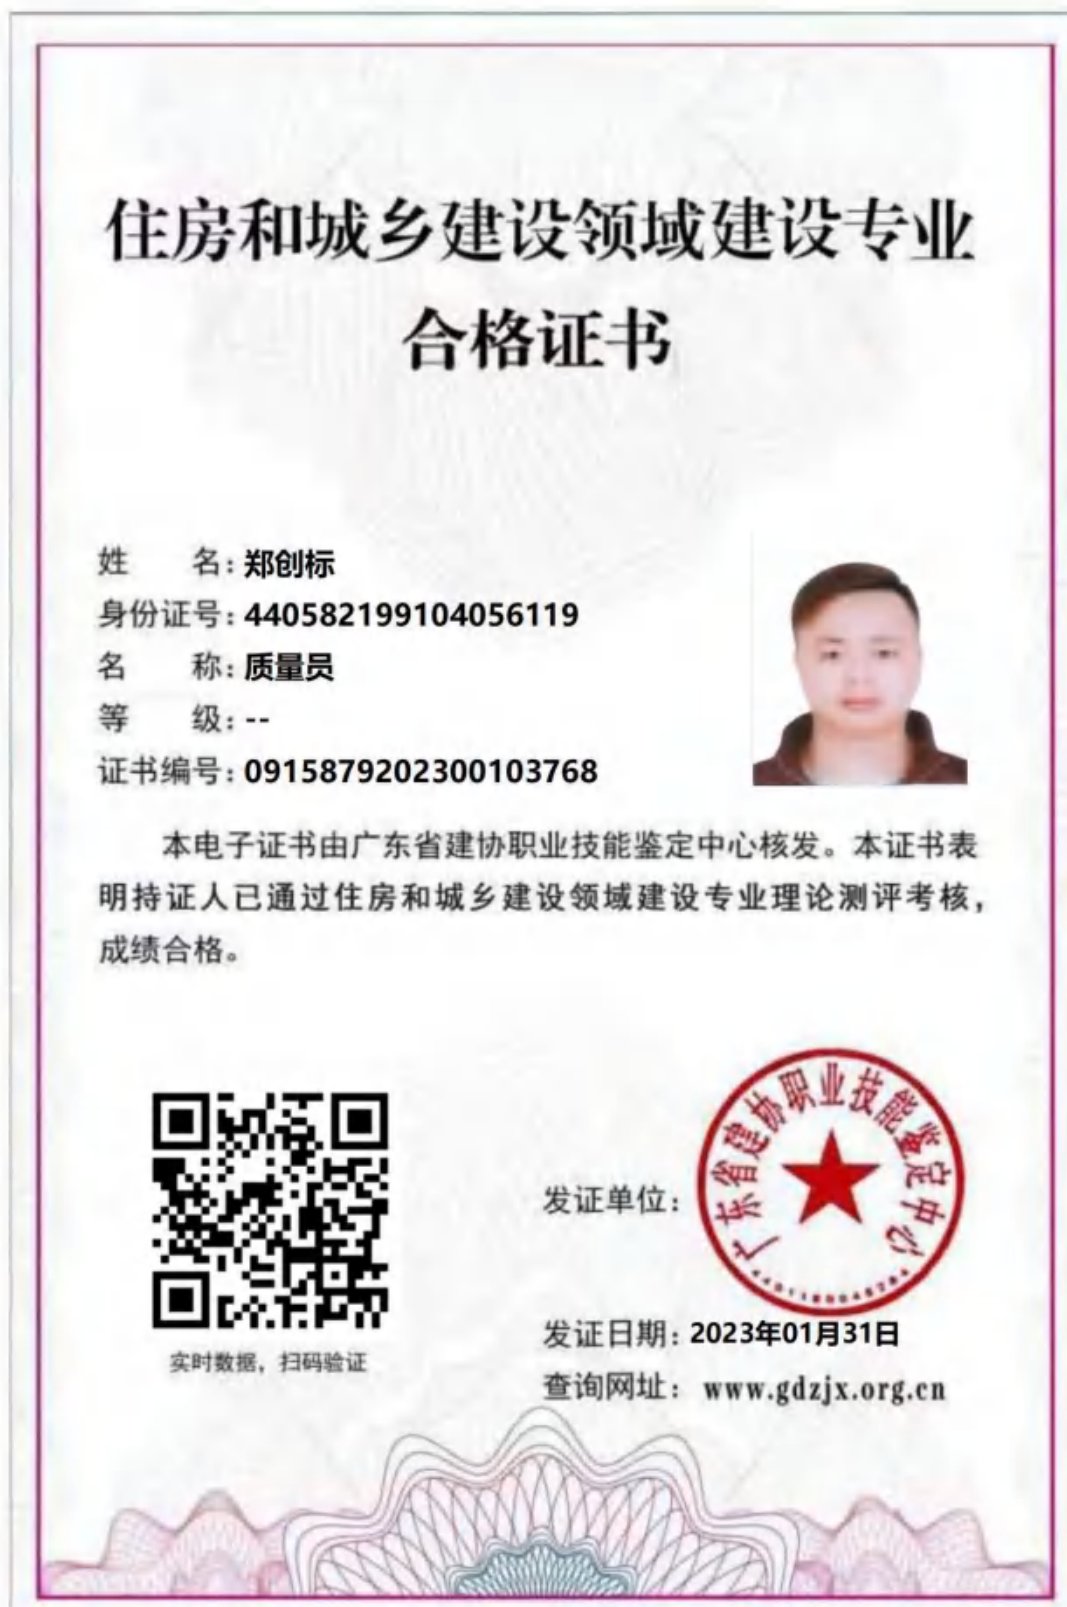 住房和城乡建设领域建设专业
合格证书
姓 名：郑创标
身份证号：440582199104056119
名 称：质量员
等 级：--
证书编号：0915879202300103768
本电子证书由广东省建协职业技能鉴定中心核发。本证书表
明持证人已通过住房和城乡建设领域建设专业理论测评考核，
成绩合格。
广东省建协职业技能鉴定中心
发证单位：
发证日期：2023年01月31日
实时数据，扫码验证
查询网址：www.gdzjx.org.cn